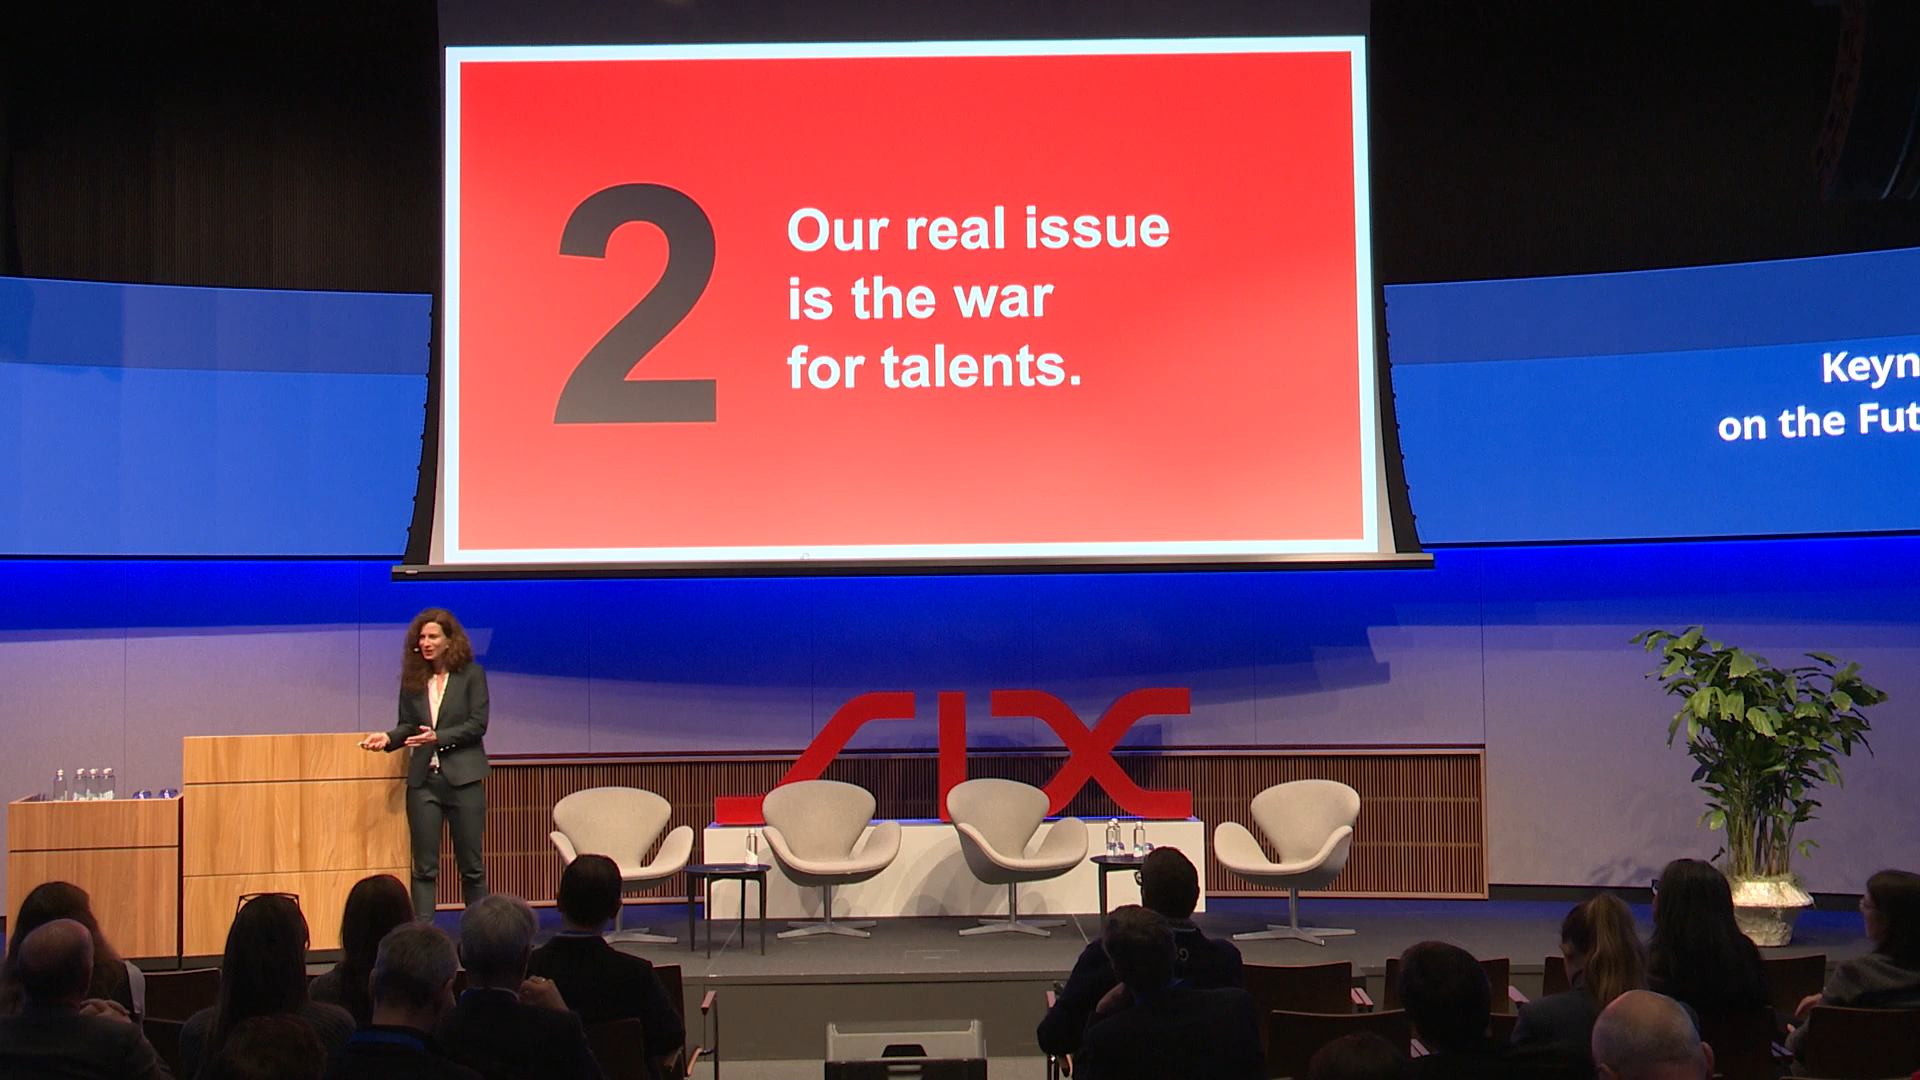 2
Our real issue
is the war
for talents.
Keyn
on the Fut
SIX